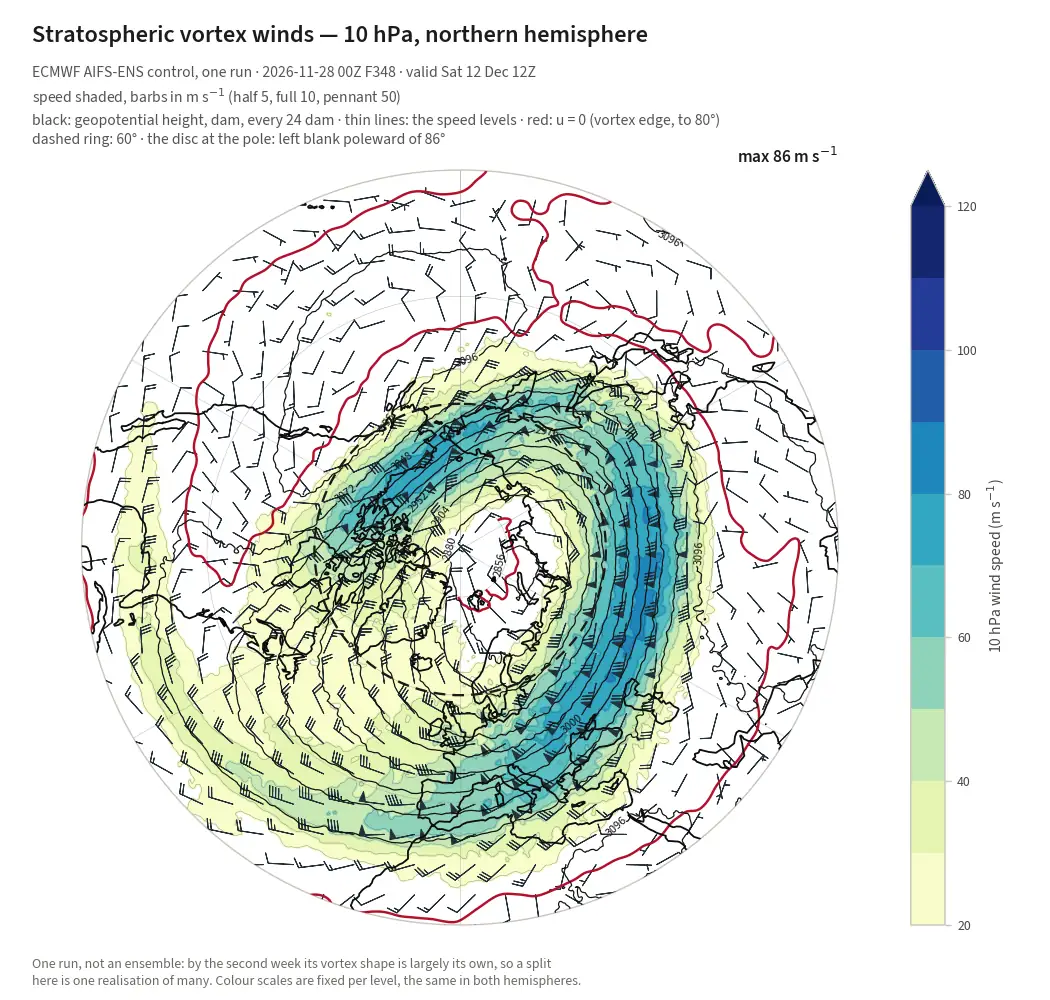 Stratospheric vortex winds — 10 hPa, northern hemisphere
ECMWF AIFS-ENS control, one run · 2026-11-28 00Z F348 · valid Sat 12 Dec 12Z
speed shaded, barbs in m s−1 (half 5, full 10, pennant 50)
black: geopotential height, dam, every 24 dam · thin lines: the speed levels · red: u = 0 (vortex edge, to 80°)
dashed ring: 60° · the disc at the pole: left blank poleward of 86°
max 86 m s−1
120
100
80
60
40
20
10 hPa wind speed (m s−1)
3096
3096
2904
2880
2856
3096
3000
3096
One run, not an ensemble: by the second week its vortex shape is largely its own, so a split
here is one realisation of many. Colour scales are fixed per level, the same in both hemispheres.